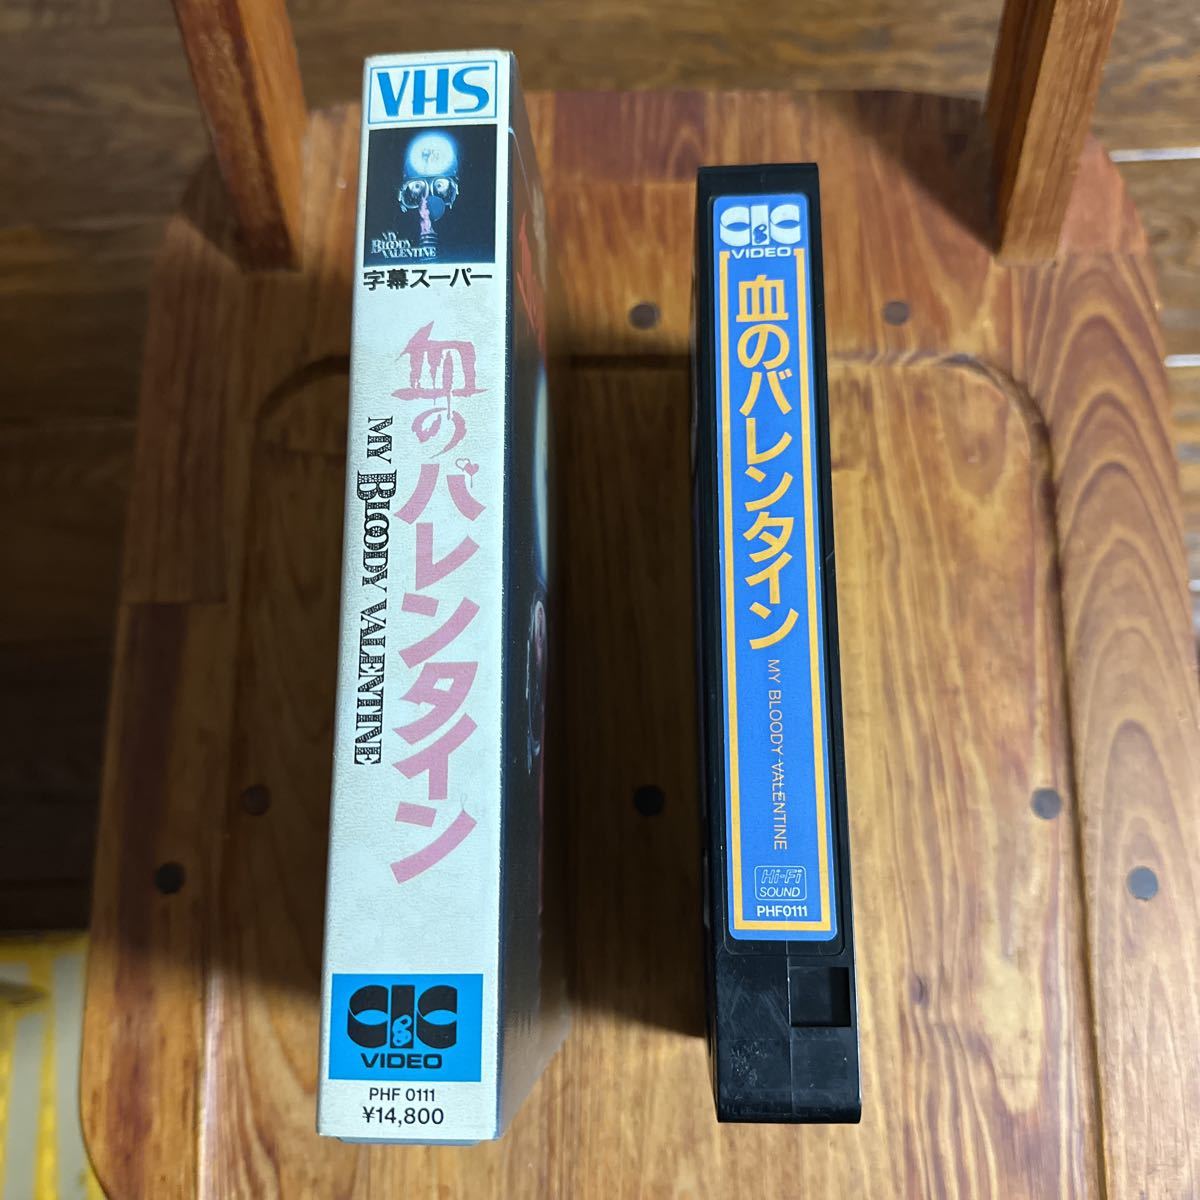 VHS
MY
BLOODY
VALENTINE
字幕スーパー
血のバレンタイン
MY BLOODY VALENTINE
CIC
VIDEO
PHF 0111
¥14,800
CIC
VIDEO
血のバレンタイン
MY BLOODY VALENTINE
Hi-Fi
SOUND
PHF0111